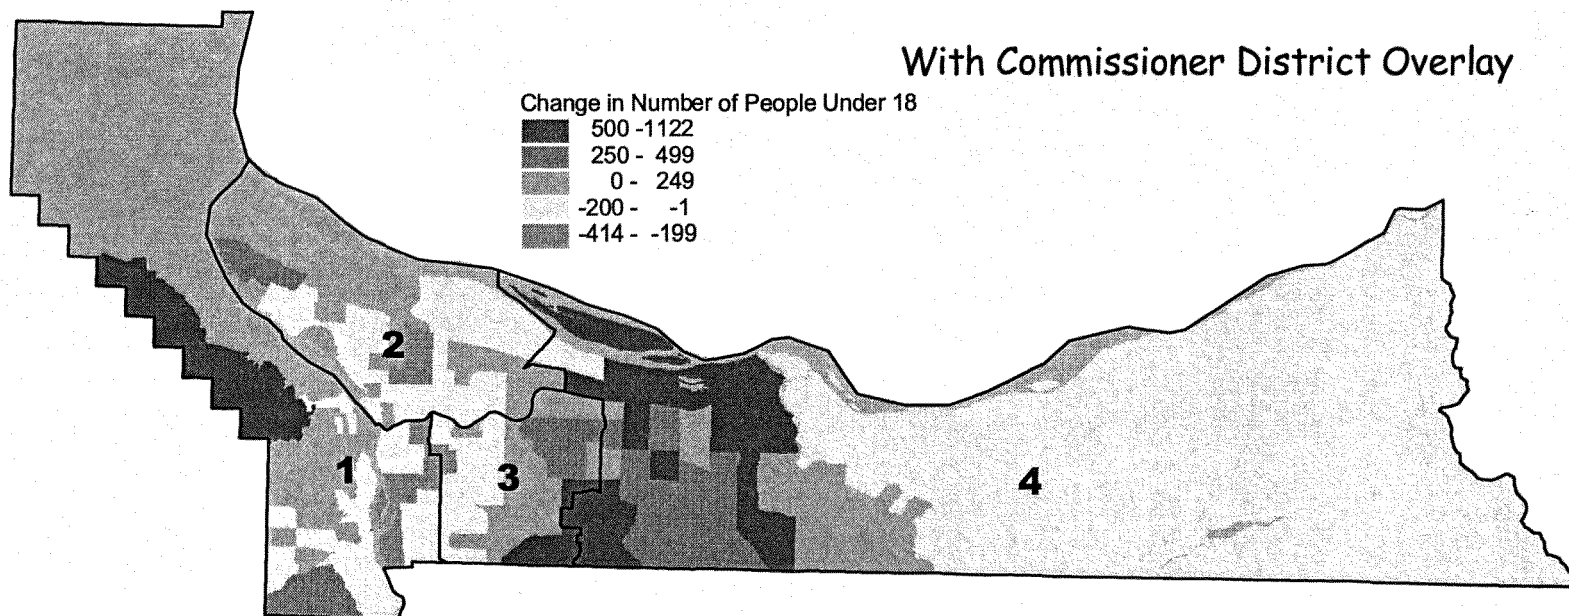 With Commissioner District Overlay
Change in Number of People Under 18
500 -1122
250 - 499
0 - 249
-200 - -1
-414 - -199
2
1
3
4